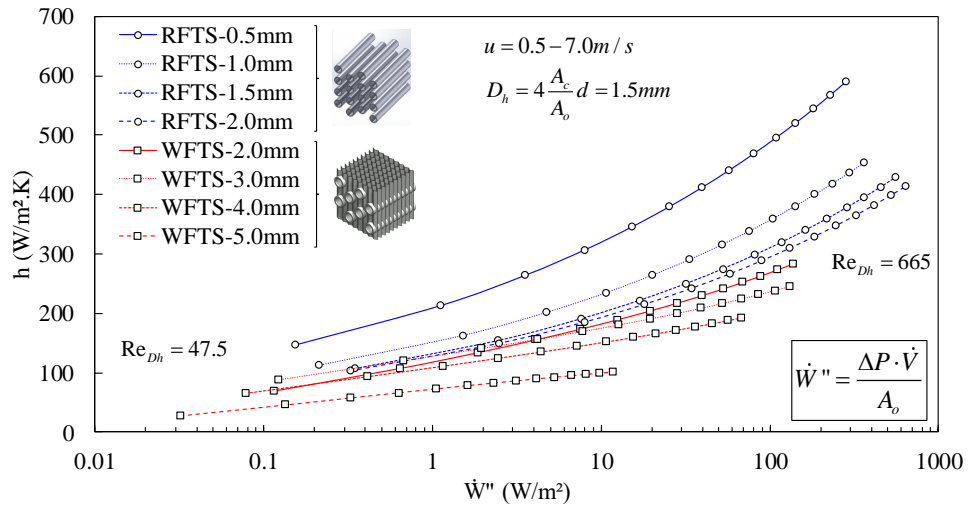 700
600
500
400
300
200
100
0
h (W/m².K)
RFTS-0.5mm
RFTS-1.0mm
RFTS-1.5mm
RFTS-2.0mm
WFTS-2.0mm
WFTS-3.0mm
WFTS-4.0mm
WFTS-5.0mm
u = 0.5 – 7.0m / s
D_h = 4 A_c/A_o d = 1.5mm
Re_Dh = 665
Re_Dh = 47.5
Ẇ" = ΔP · V̇ / A_o
0.01 0.1 1 10 100 1000
Ẇ" (W/m²)